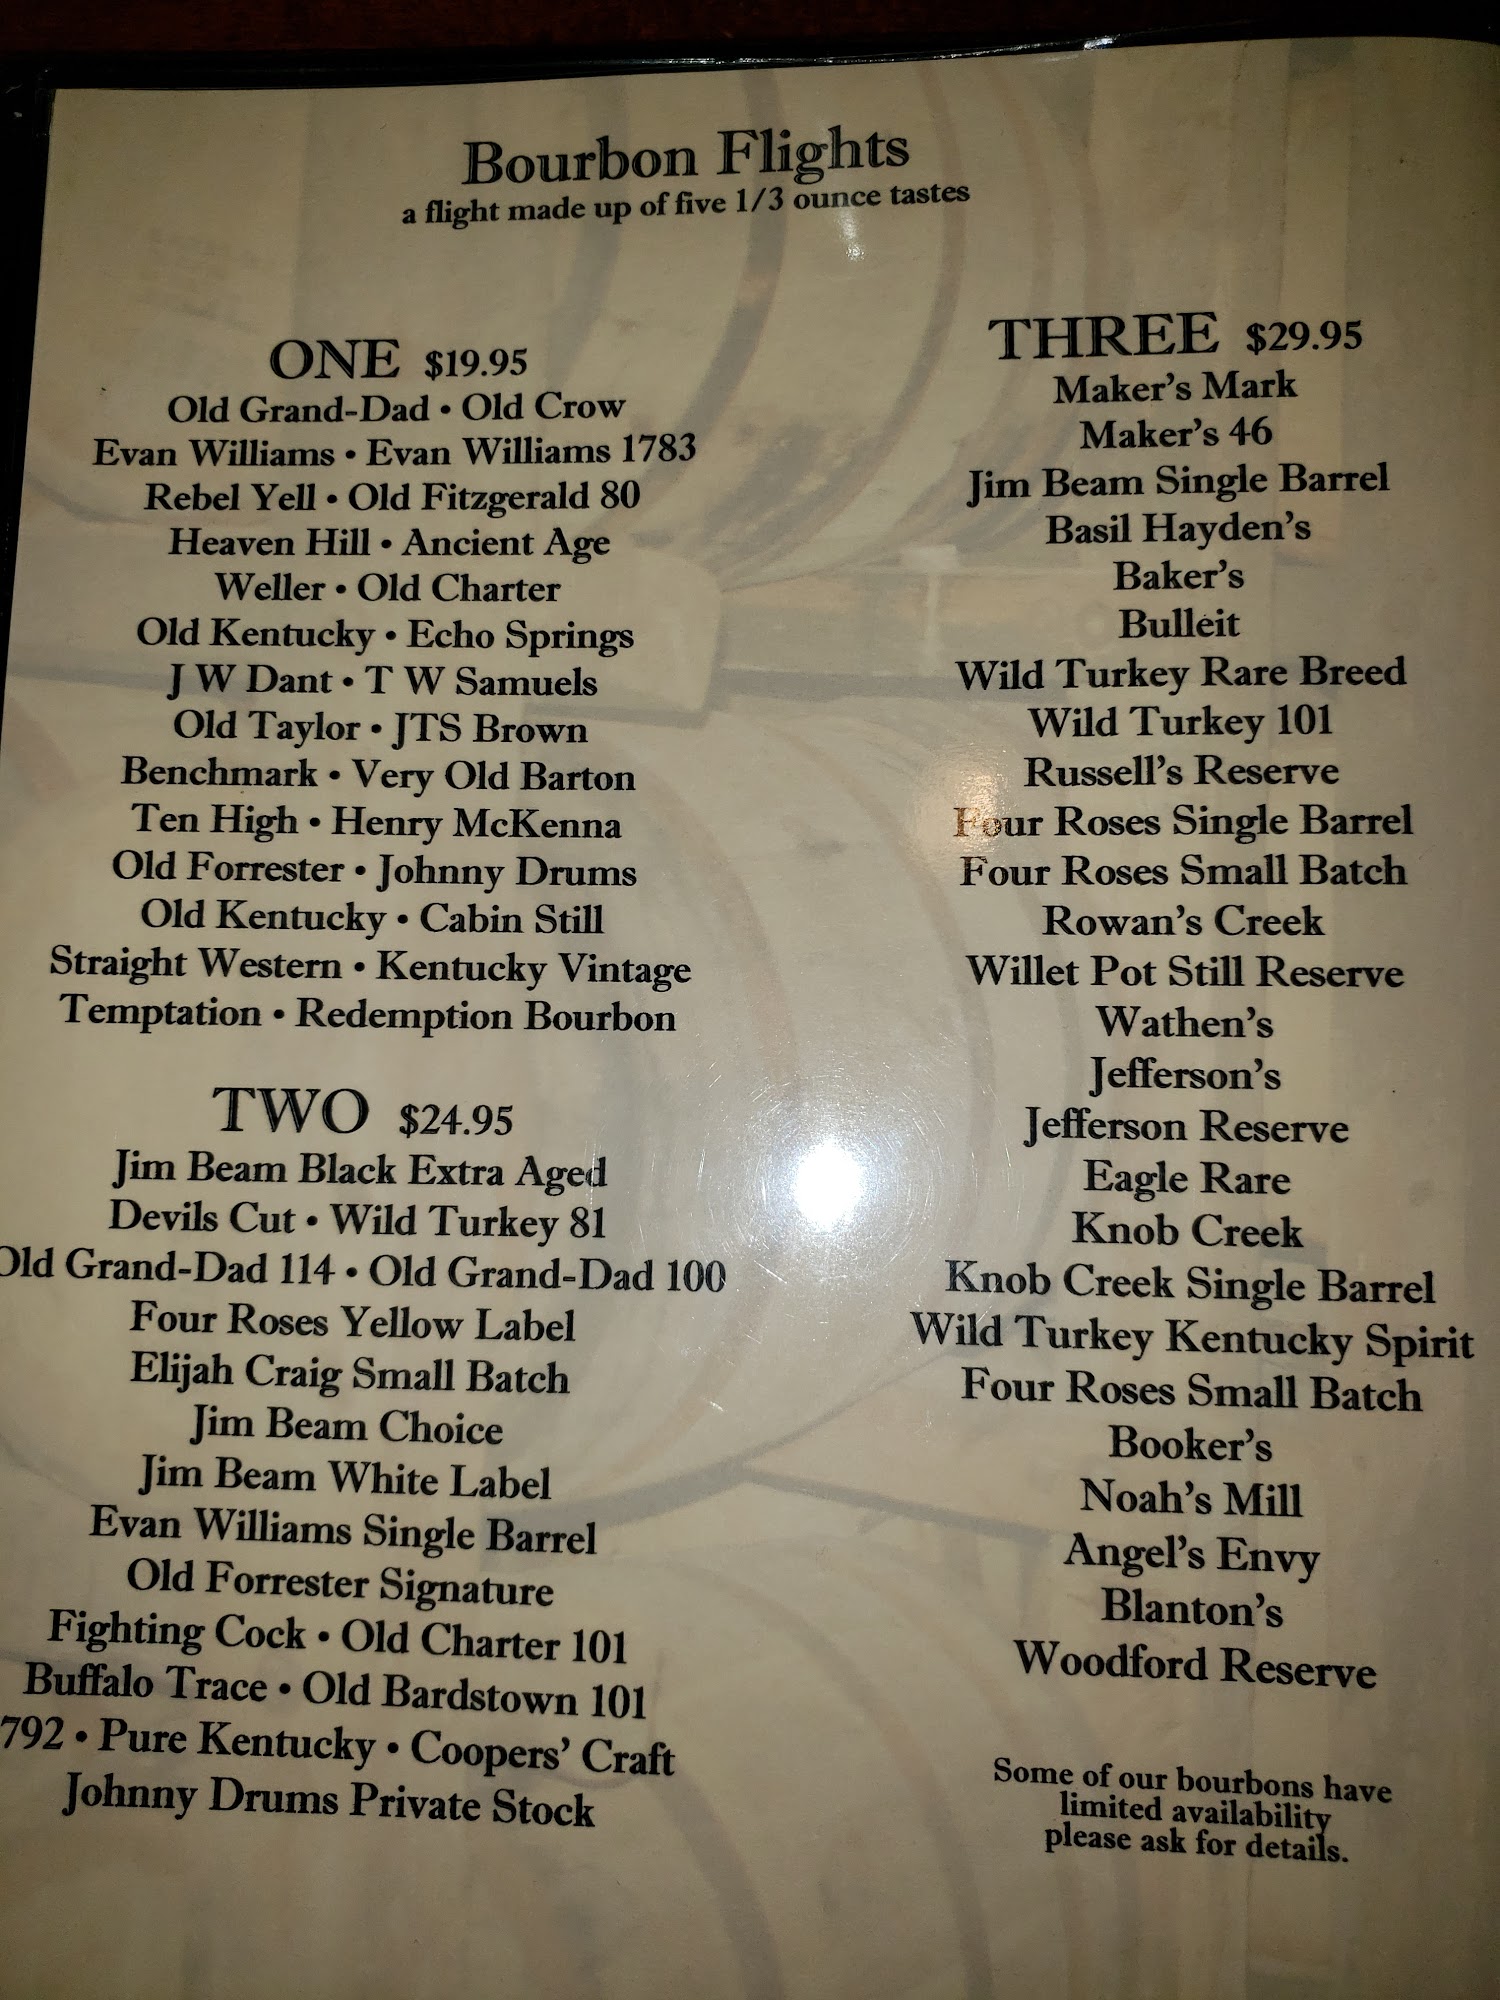 Bourbon Flights
a flight made up of five 1/3 ounce tastes
ONE $19.95
Old Grand-Dad • Old Crow
Evan Williams • Evan Williams 1783
Rebel Yell • Old Fitzgerald 80
Heaven Hill • Ancient Age
Weller • Old Charter
Old Kentucky • Echo Springs
J W Dant • T W Samuels
Old Taylor • JTS Brown
Benchmark • Very Old Barton
Ten High • Henry McKenna
Old Forrester • Johnny Drums
Old Kentucky • Cabin Still
Straight Western • Kentucky Vintage
Temptation • Redemption Bourbon
TWO $24.95
Jim Beam Black Extra Aged
Devils Cut • Wild Turkey 81
Old Grand-Dad 114 • Old Grand-Dad 100
Four Roses Yellow Label
Elijah Craig Small Batch
Jim Beam Choice
Jim Beam White Label
Evan Williams Single Barrel
Old Forrester Signature
Fighting Cock • Old Charter 101
Buffalo Trace • Old Bardstown 101
792 • Pure Kentucky • Coopers' Craft
Johnny Drums Private Stock
THREE $29.95
Maker's Mark
Maker's 46
Jim Beam Single Barrel
Basil Hayden's
Baker's
Bulleit
Wild Turkey Rare Breed
Wild Turkey 101
Russell's Reserve
Four Roses Single Barrel
Four Roses Small Batch
Rowan's Creek
Willet Pot Still Reserve
Wathen's
Jefferson's
Jefferson Reserve
Eagle Rare
Knob Creek
Knob Creek Single Barrel
Wild Turkey Kentucky Spirit
Four Roses Small Batch
Booker's
Noah's Mill
Angel's Envy
Blanton's
Woodford Reserve
Some of our bourbons have
limited availability
please ask for details.